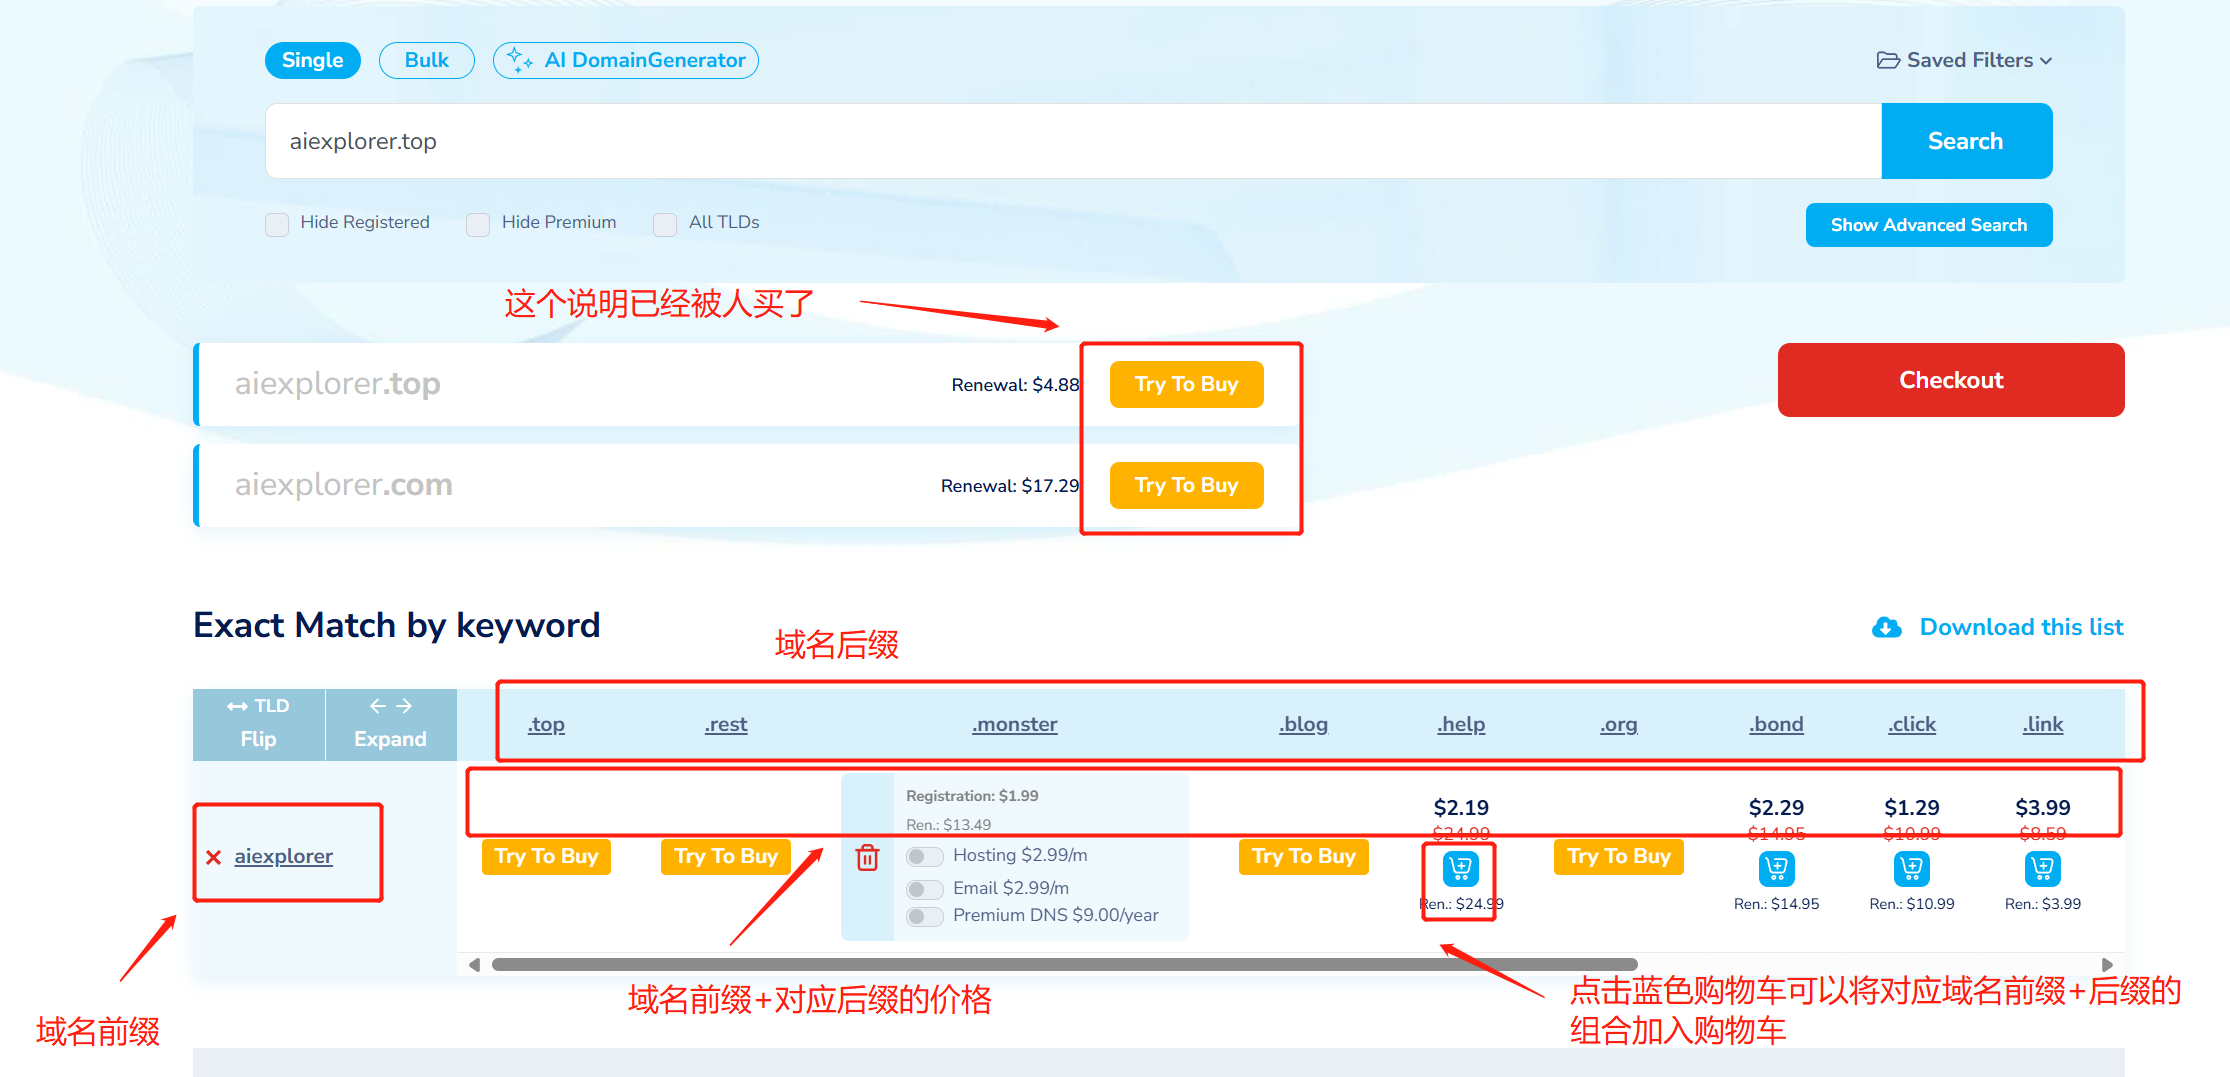 Single
Bulk
AI DomainGenerator
Saved Filters
aiexplorer.top
Search
Hide Registered
Hide Premium
All TLDs
Show Advanced Search
这个说明已经被人买了
aiexplorer.top
Renewal: $4.88
Try To Buy
Checkout
aiexplorer.com
Renewal: $17.29
Try To Buy
Exact Match by keyword
域名后缀
Download this list
TLD
Flip
Expand
.top
.rest
.monster
.blog
.help
.org
.bond
.click
.link
aiexplorer
Try To Buy
Try To Buy
Registration: $1.99
Ren.: $13.49
Hosting $2.99/m
Email $2.99/m
Premium DNS $9.00/year
Try To Buy
$2.19
$24.99
Ren.: $24.99
Try To Buy
$2.29
$14.95
Ren.: $14.95
$1.29
$10.99
Ren.: $10.99
$3.99
$8.59
Ren.: $3.99
域名前缀
域名前缀+对应后缀的价格
点击蓝色购物车可以将对应域名前缀+后缀的
组合加入购物车